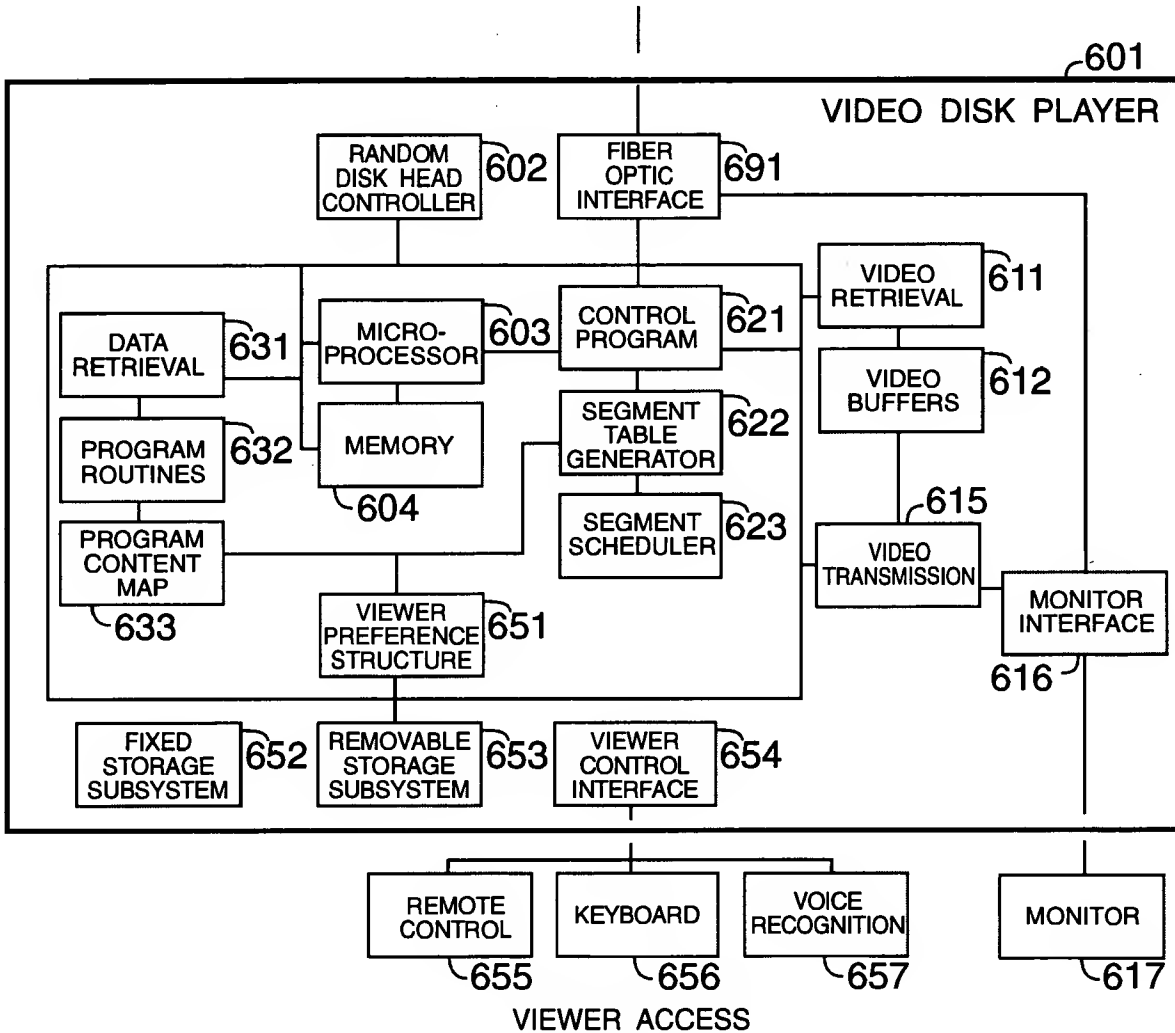 601
VIDEO DISK PLAYER
RANDOM
DISK HEAD
CONTROLLER
602
FIBER
OPTIC
INTERFACE
691
DATA
RETRIEVAL
631
MICRO-
PROCESSOR
603
CONTROL
PROGRAM
621
VIDEO
RETRIEVAL
611
VIDEO
BUFFERS
612
PROGRAM
ROUTINES
632
MEMORY
604
SEGMENT
TABLE
GENERATOR
622
PROGRAM
CONTENT
MAP
633
SEGMENT
SCHEDULER
623
615
VIDEO
TRANSMISSION
MONITOR
INTERFACE
616
VIEWER
PREFERENCE
STRUCTURE
651
FIXED
STORAGE
SUBSYSTEM
652
REMOVABLE
STORAGE
SUBSYSTEM
653
VIEWER
CONTROL
INTERFACE
654
REMOTE
CONTROL
655
KEYBOARD
656
VOICE
RECOGNITION
657
MONITOR
617
VIEWER ACCESS